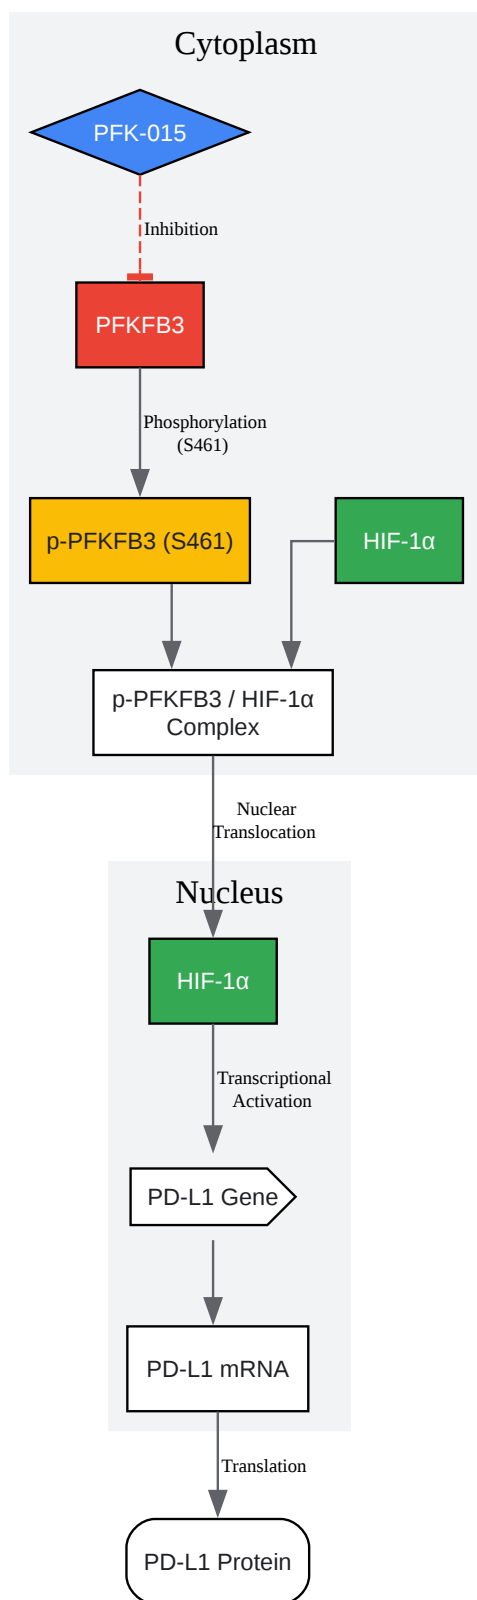 Cytoplasm
PFK-015
Inhibition
PFKFB3
Phosphorylation
(S461)
p-PFKFB3 (S461)
HIF-1α
p-PFKFB3 / HIF-1α
Complex
Nuclear
Translocation
Nucleus
HIF-1α
Transcriptional
Activation
PD-L1 Gene
PD-L1 mRNA
Translation
PD-L1 Protein